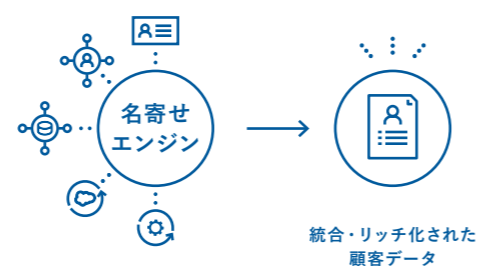 名寄せ
エンジン
統合・リッチ化された
顧客データ